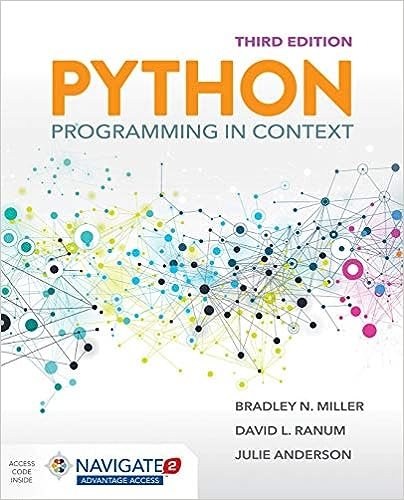 THIRD EDITION
PYTHON
PROGRAMMING IN CONTEXT
BRADLEY N. MILLER
DAVID L. RANUM
JULIE ANDERSON
ACCESS
CODE
INSIDE
NAVIGATE 2
ADVANTAGE ACCESS